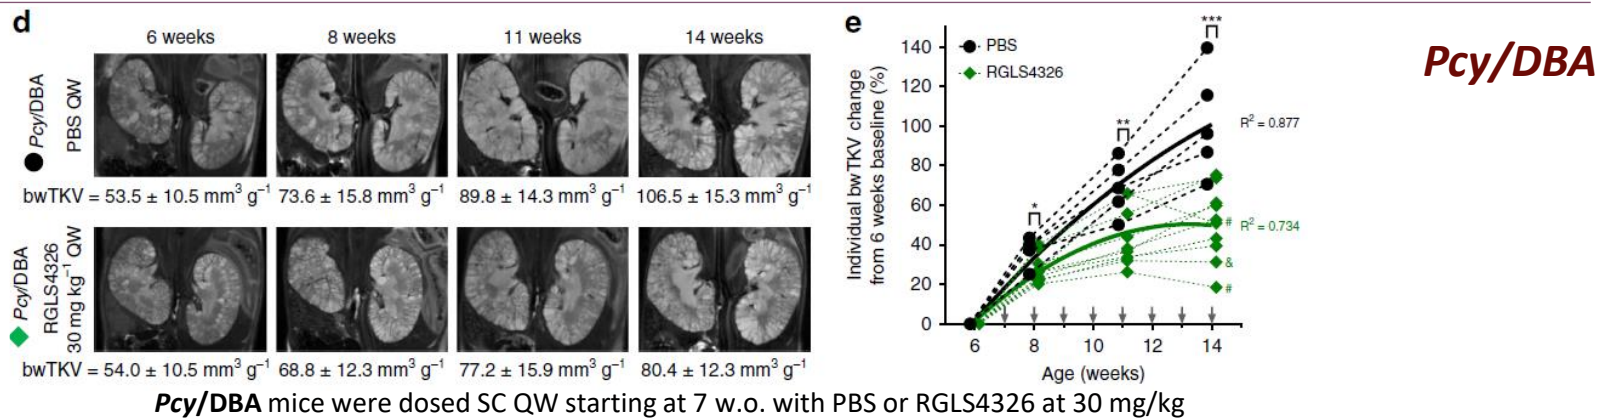 d
6 weeks 8 weeks 11 weeks 14 weeks
Pcy/DBA
PBS QW
bwTKV = 53.5 ± 10.5 mm³ g⁻¹ 73.6 ± 15.8 mm³ g⁻¹ 89.8 ± 14.3 mm³ g⁻¹ 106.5 ± 15.3 mm³ g⁻¹
Pcy/DBA
RGLS4326
30 mg kg⁻¹ QW
bwTKV = 54.0 ± 10.5 mm³ g⁻¹ 68.8 ± 12.3 mm³ g⁻¹ 77.2 ± 15.9 mm³ g⁻¹ 80.4 ± 12.3 mm³ g⁻¹
e
Individual bwTKV change
from 6 weeks baseline (%)
140
120
100
80
60
40
20
0
PBS
RGLS4326
*
**
***
R² = 0.877
#
R² = 0.734
&
#
6 8 10 12 14
Age (weeks)
Pcy/DBA
Pcy/DBA mice were dosed SC QW starting at 7 w.o. with PBS or RGLS4326 at 30 mg/kg